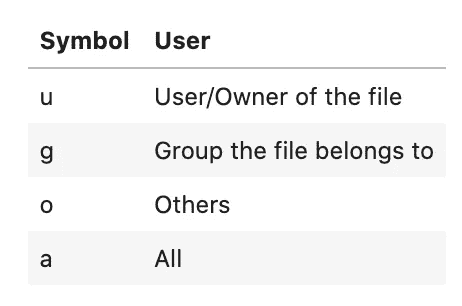 Symbol User
u User/Owner of the file
g Group the file belongs to
o Others
a All